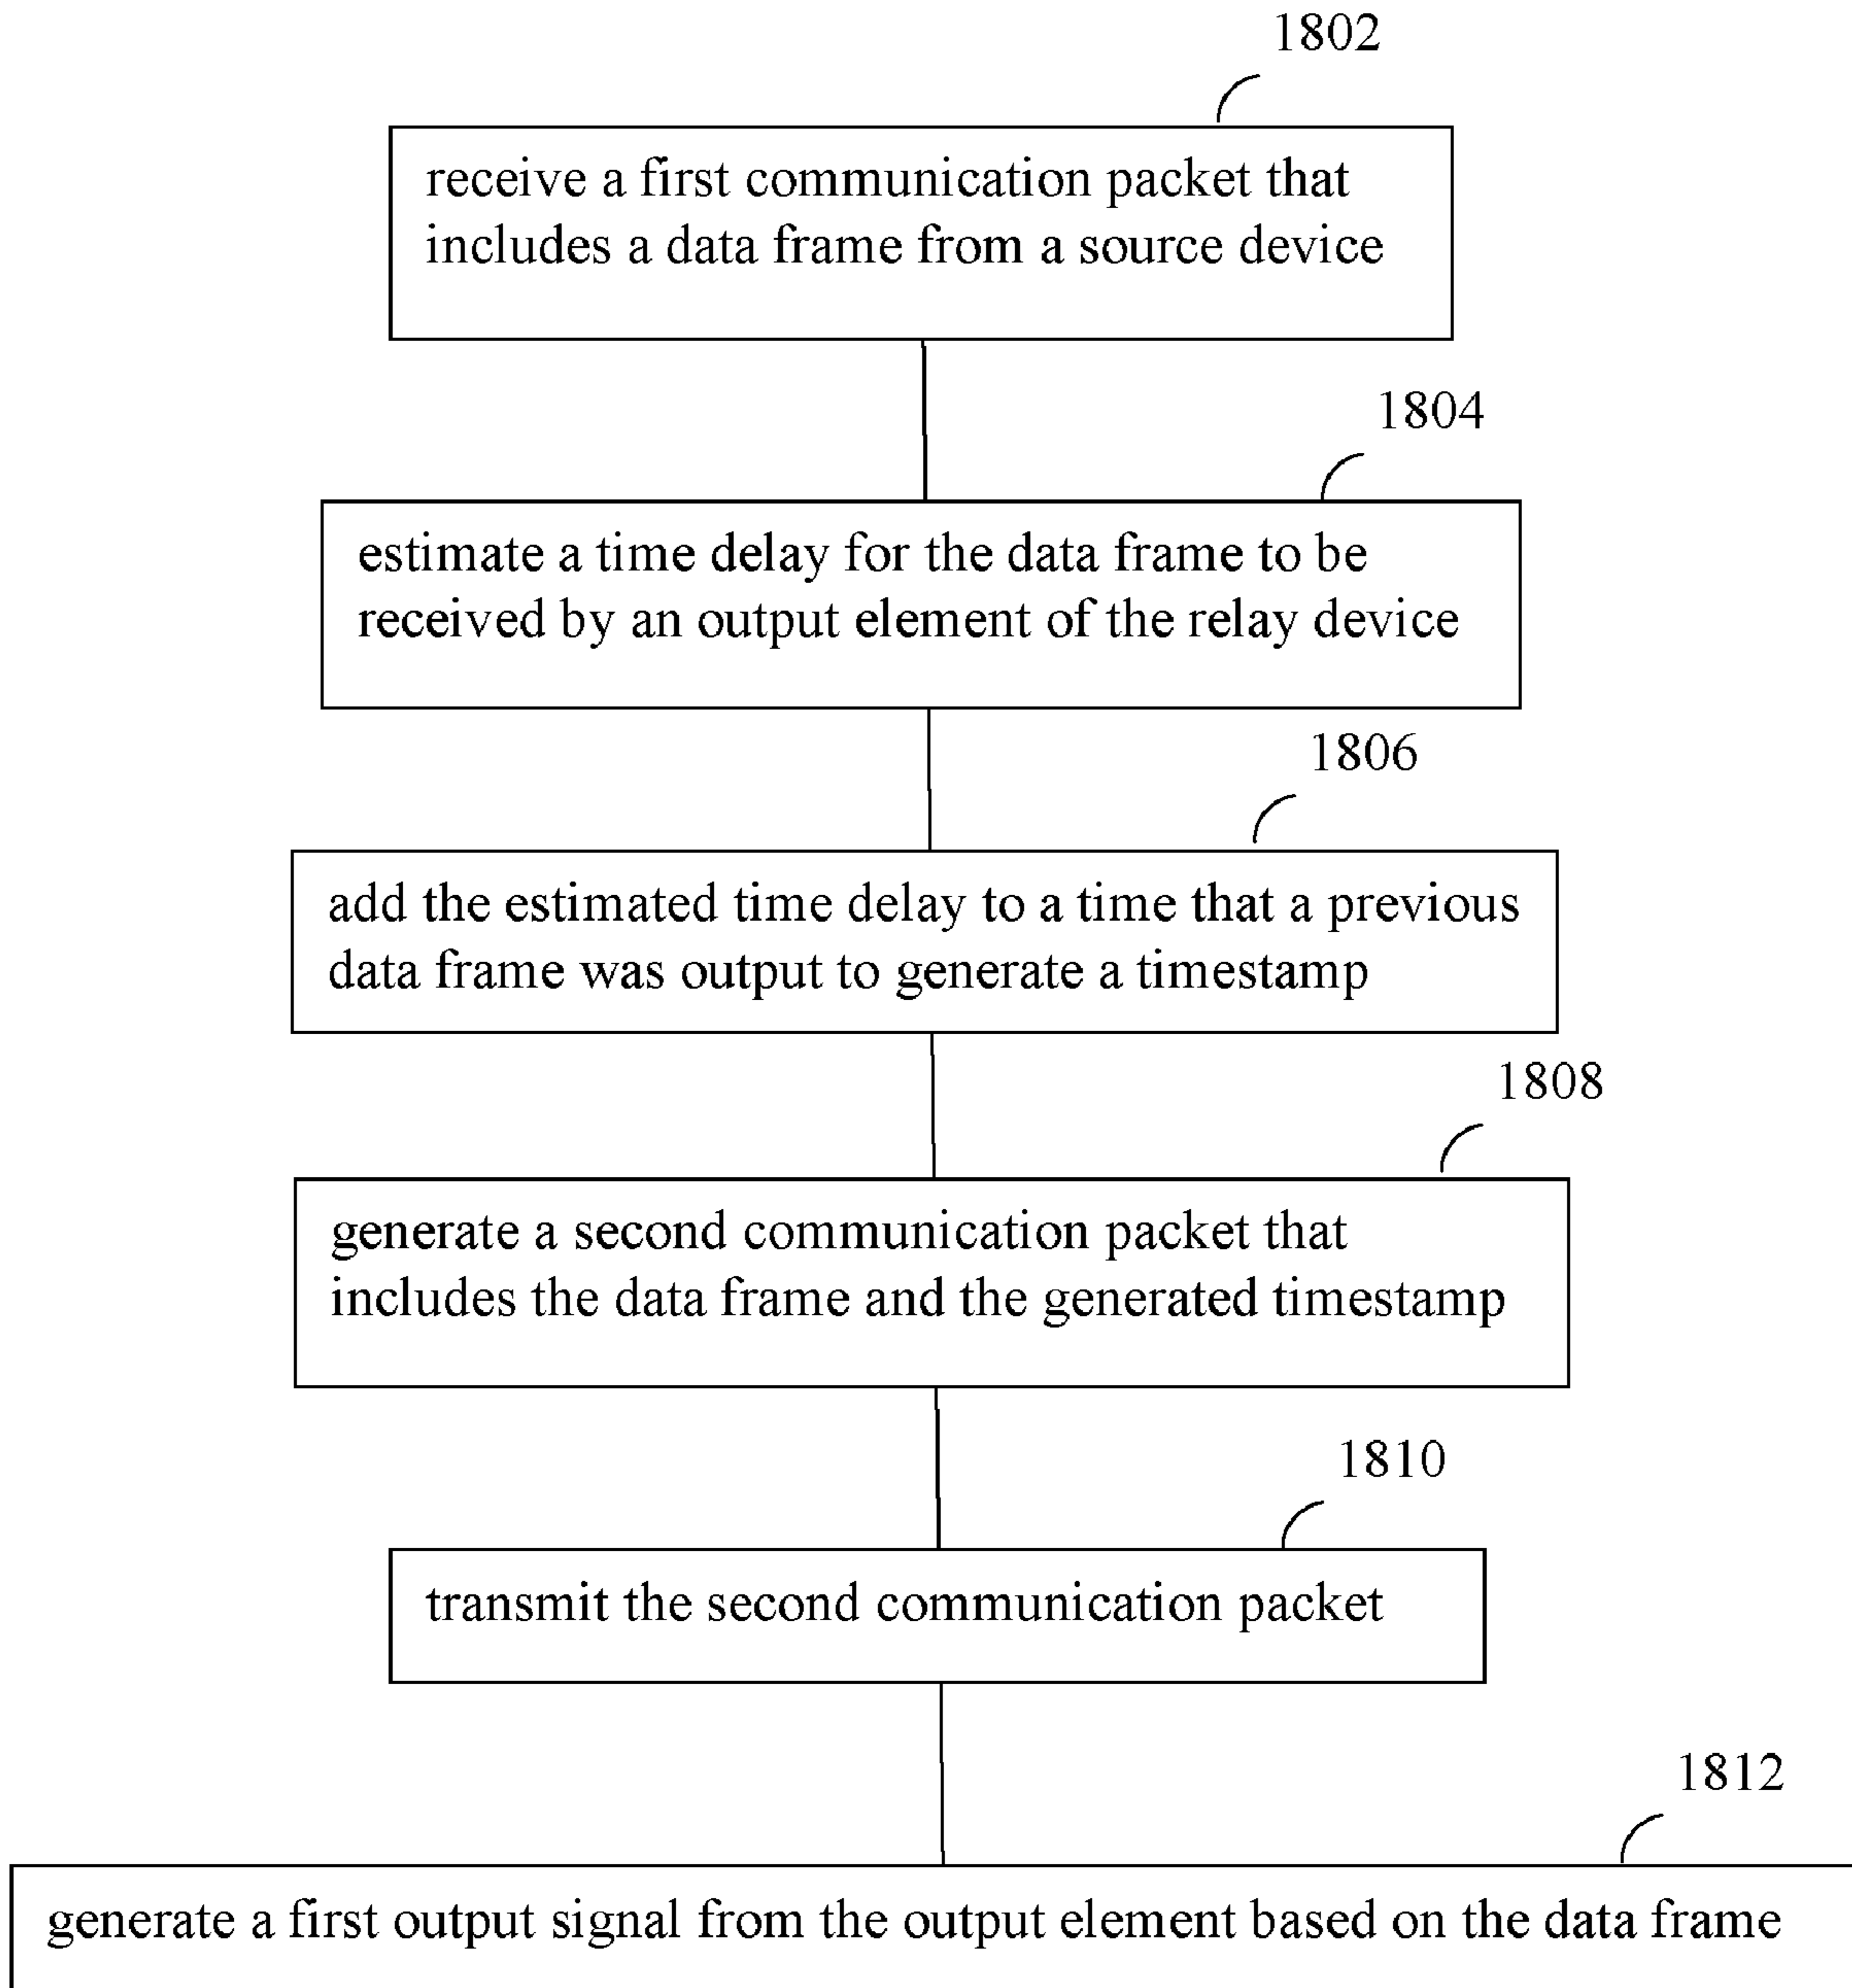 1802
receive a first communication packet that
includes a data frame from a source device
1804
estimate a time delay for the data frame to be
received by an output element of the relay device
1806
add the estimated time delay to a time that a previous
data frame was output to generate a timestamp
1808
generate a second communication packet that
includes the data frame and the generated timestamp
1810
transmit the second communication packet
1812
generate a first output signal from the output element based on the data frame